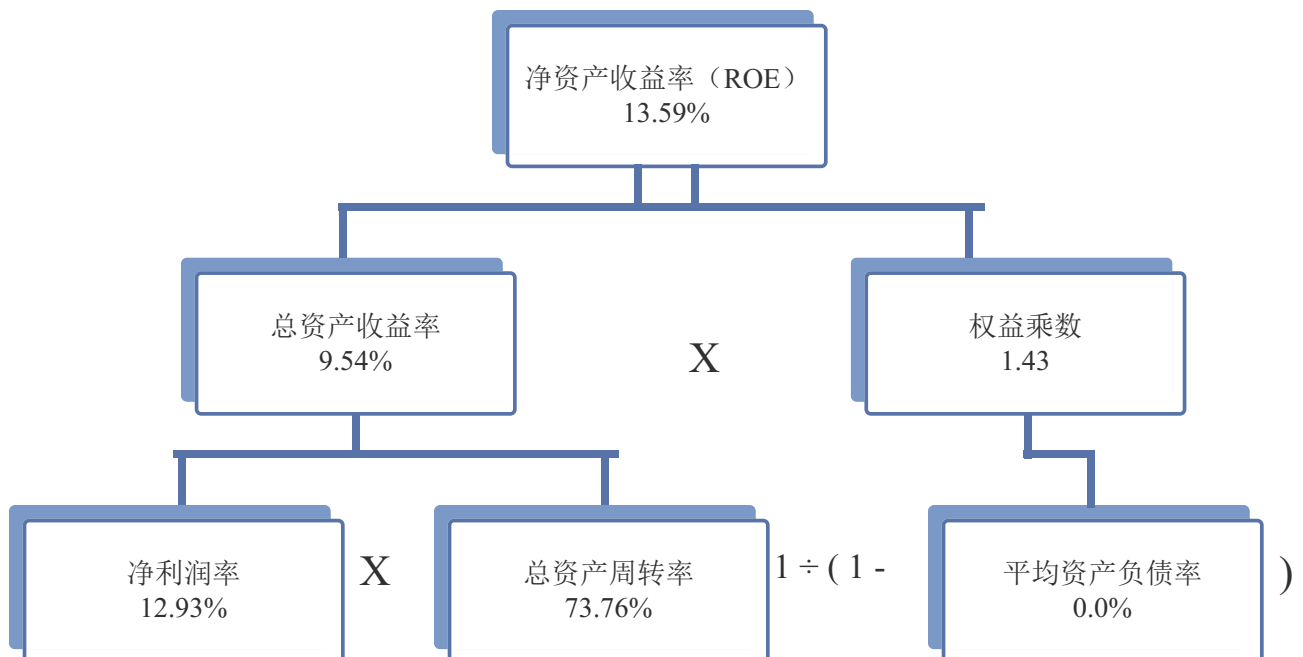 净资产收益率（ROE）
13.59%
总资产收益率
9.54%
X
权益乘数
1.43
净利润率
12.93%
X
总资产周转率
73.76%
1 ÷ ( 1 -
平均资产负债率
0.0%
)